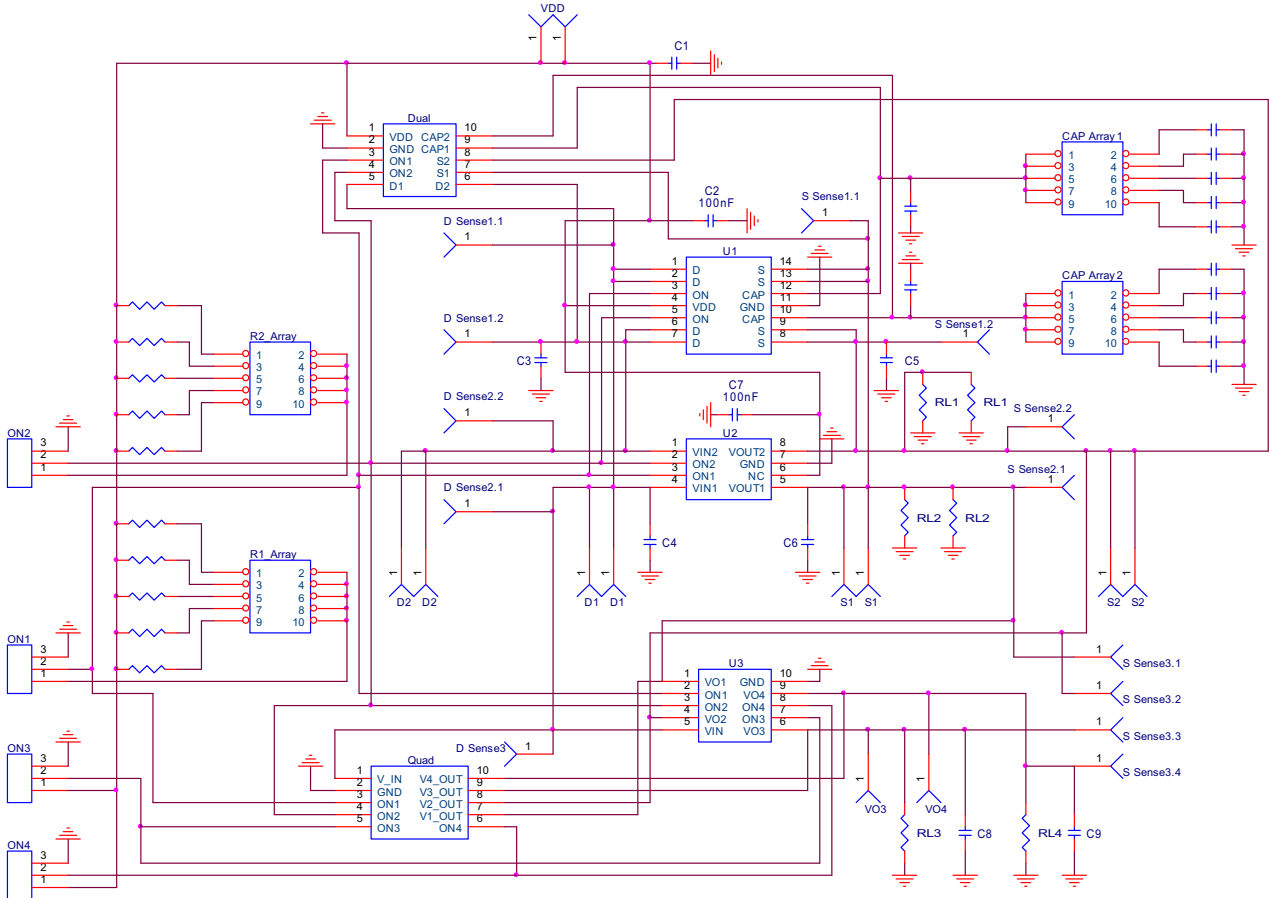 VDD
1 1
C1
Dual
1 VDD CAP2 10
2 GND CAP1 9
3 ON1 S2 8
4 ON2 S1 7
5 D1 D2 6
CAP Array1
1 2
3 4
5 6
7 8
9 10
C2
100nF
S Sense1.1
1
D Sense1.1
1
U1
1 D S 14
2 D S 13
3 ON CAP 12
4 VDD GND 11
5 ON CAP 10
6 D S 9
7 D S 8
CAP Array2
1 2
3 4
5 6
7 8
9 10
D Sense1.2
1
S Sense1.2
1
C3
C5
R2_Array
1 2
3 4
5 6
7 8
9 10
C7
100nF
RL1 RL1
D Sense2.2
1
S Sense2.2
1
ON2
3
2
1
U2
1 VIN2 VOUT2 8
2 ON2 GND 7
3 ON1 NC 6
4 VIN1 VOUT1 5
S Sense2.1
1
D Sense2.1
1
RL2 RL2
C4
C6
R1_Array
1 2
3 4
5 6
7 8
9 10
1 1 1 1 1 1 1 1
D2 D2 D1 D1 S1 S1 S2 S2
ON1
3
2
1
U3
1 VO1 GND 10
2 ON1 VO4 9
3 ON2 ON4 8
4 VO2 ON3 7
5 VIN VO3 6
1
S Sense3.1
1
S Sense3.2
1
S Sense3.3
1
S Sense3.4
ON3
3
2
1
D Sense3
1
Quad
1 V_IN V4_OUT 10
2 GND V3_OUT 9
3 ON1 V2_OUT 8
4 ON2 V1_OUT 7
5 ON3 ON4 6
1 1
VO3 VO4
RL3 C8 RL4 C9
ON4
3
2
1